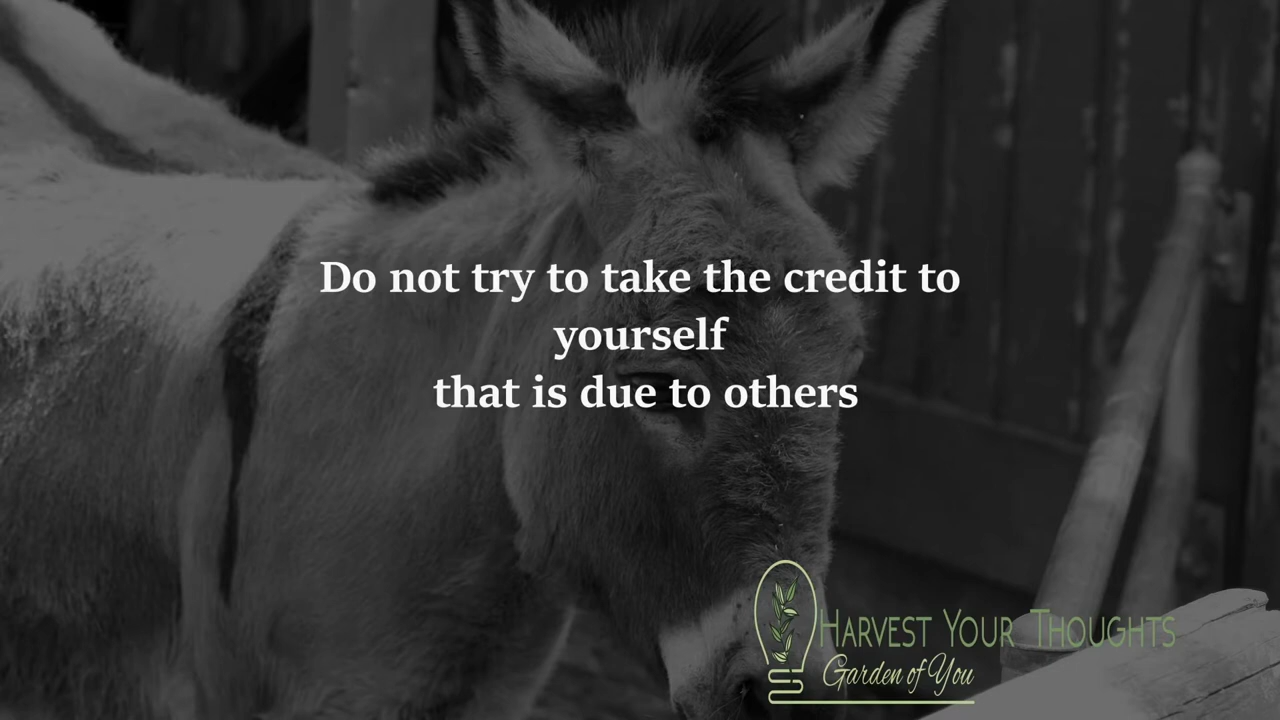 Do not try to take the credit to
yourself
that is due to others
HARVEST YOUR THOUGHTS
Garden of You